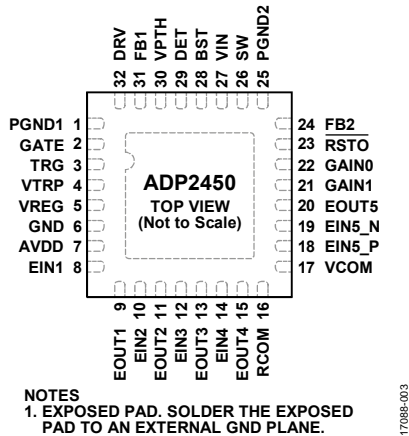 32 DRV
31 FB1
30 VPTH
29 DET
28 BST
27 VIN
26 SW
25 PGND2
PGND1 1
GATE 2
TRG 3
VTRP 4
VREG 5
GND 6
AVDD 7
EIN1 8
ADP2450
TOP VIEW
(Not to Scale)
24 FB2
23 RSTO
22 GAIN0
21 GAIN1
20 EOUT5
19 EIN5_N
18 EIN5_P
17 VCOM
EOUT1 9
EIN2 10
EOUT2 11
EIN3 12
EOUT3 13
EIN4 14
EOUT4 15
RCOM 16
NOTES
1. EXPOSED PAD. SOLDER THE EXPOSED
PAD TO AN EXTERNAL GND PLANE.
17088-003